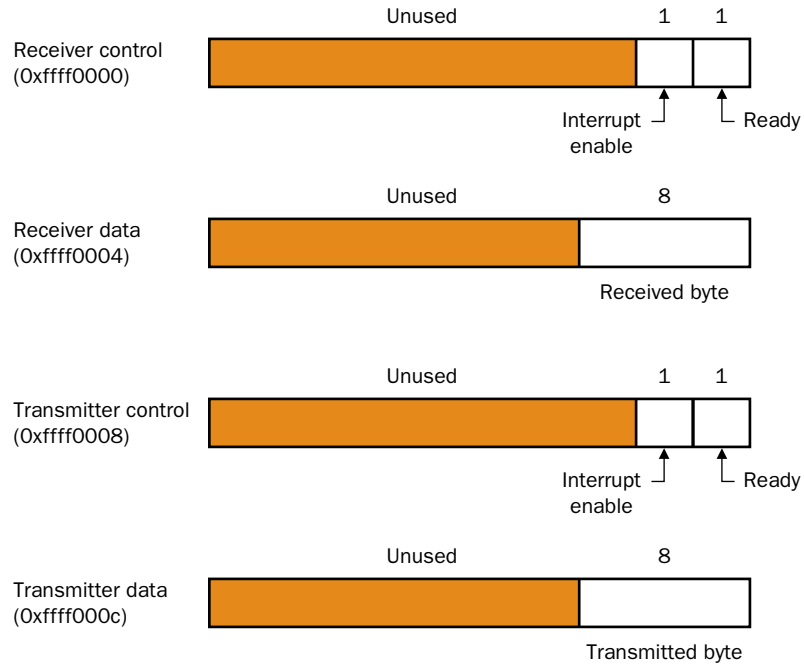 Unused 1 1
Receiver control
(0xffff0000)
Interrupt
enable
Ready
Unused 8
Receiver data
(0xffff0004)
Received byte
Unused 1 1
Transmitter control
(0xffff0008)
Interrupt
enable
Ready
Unused 8
Transmitter data
(0xffff000c)
Transmitted byte